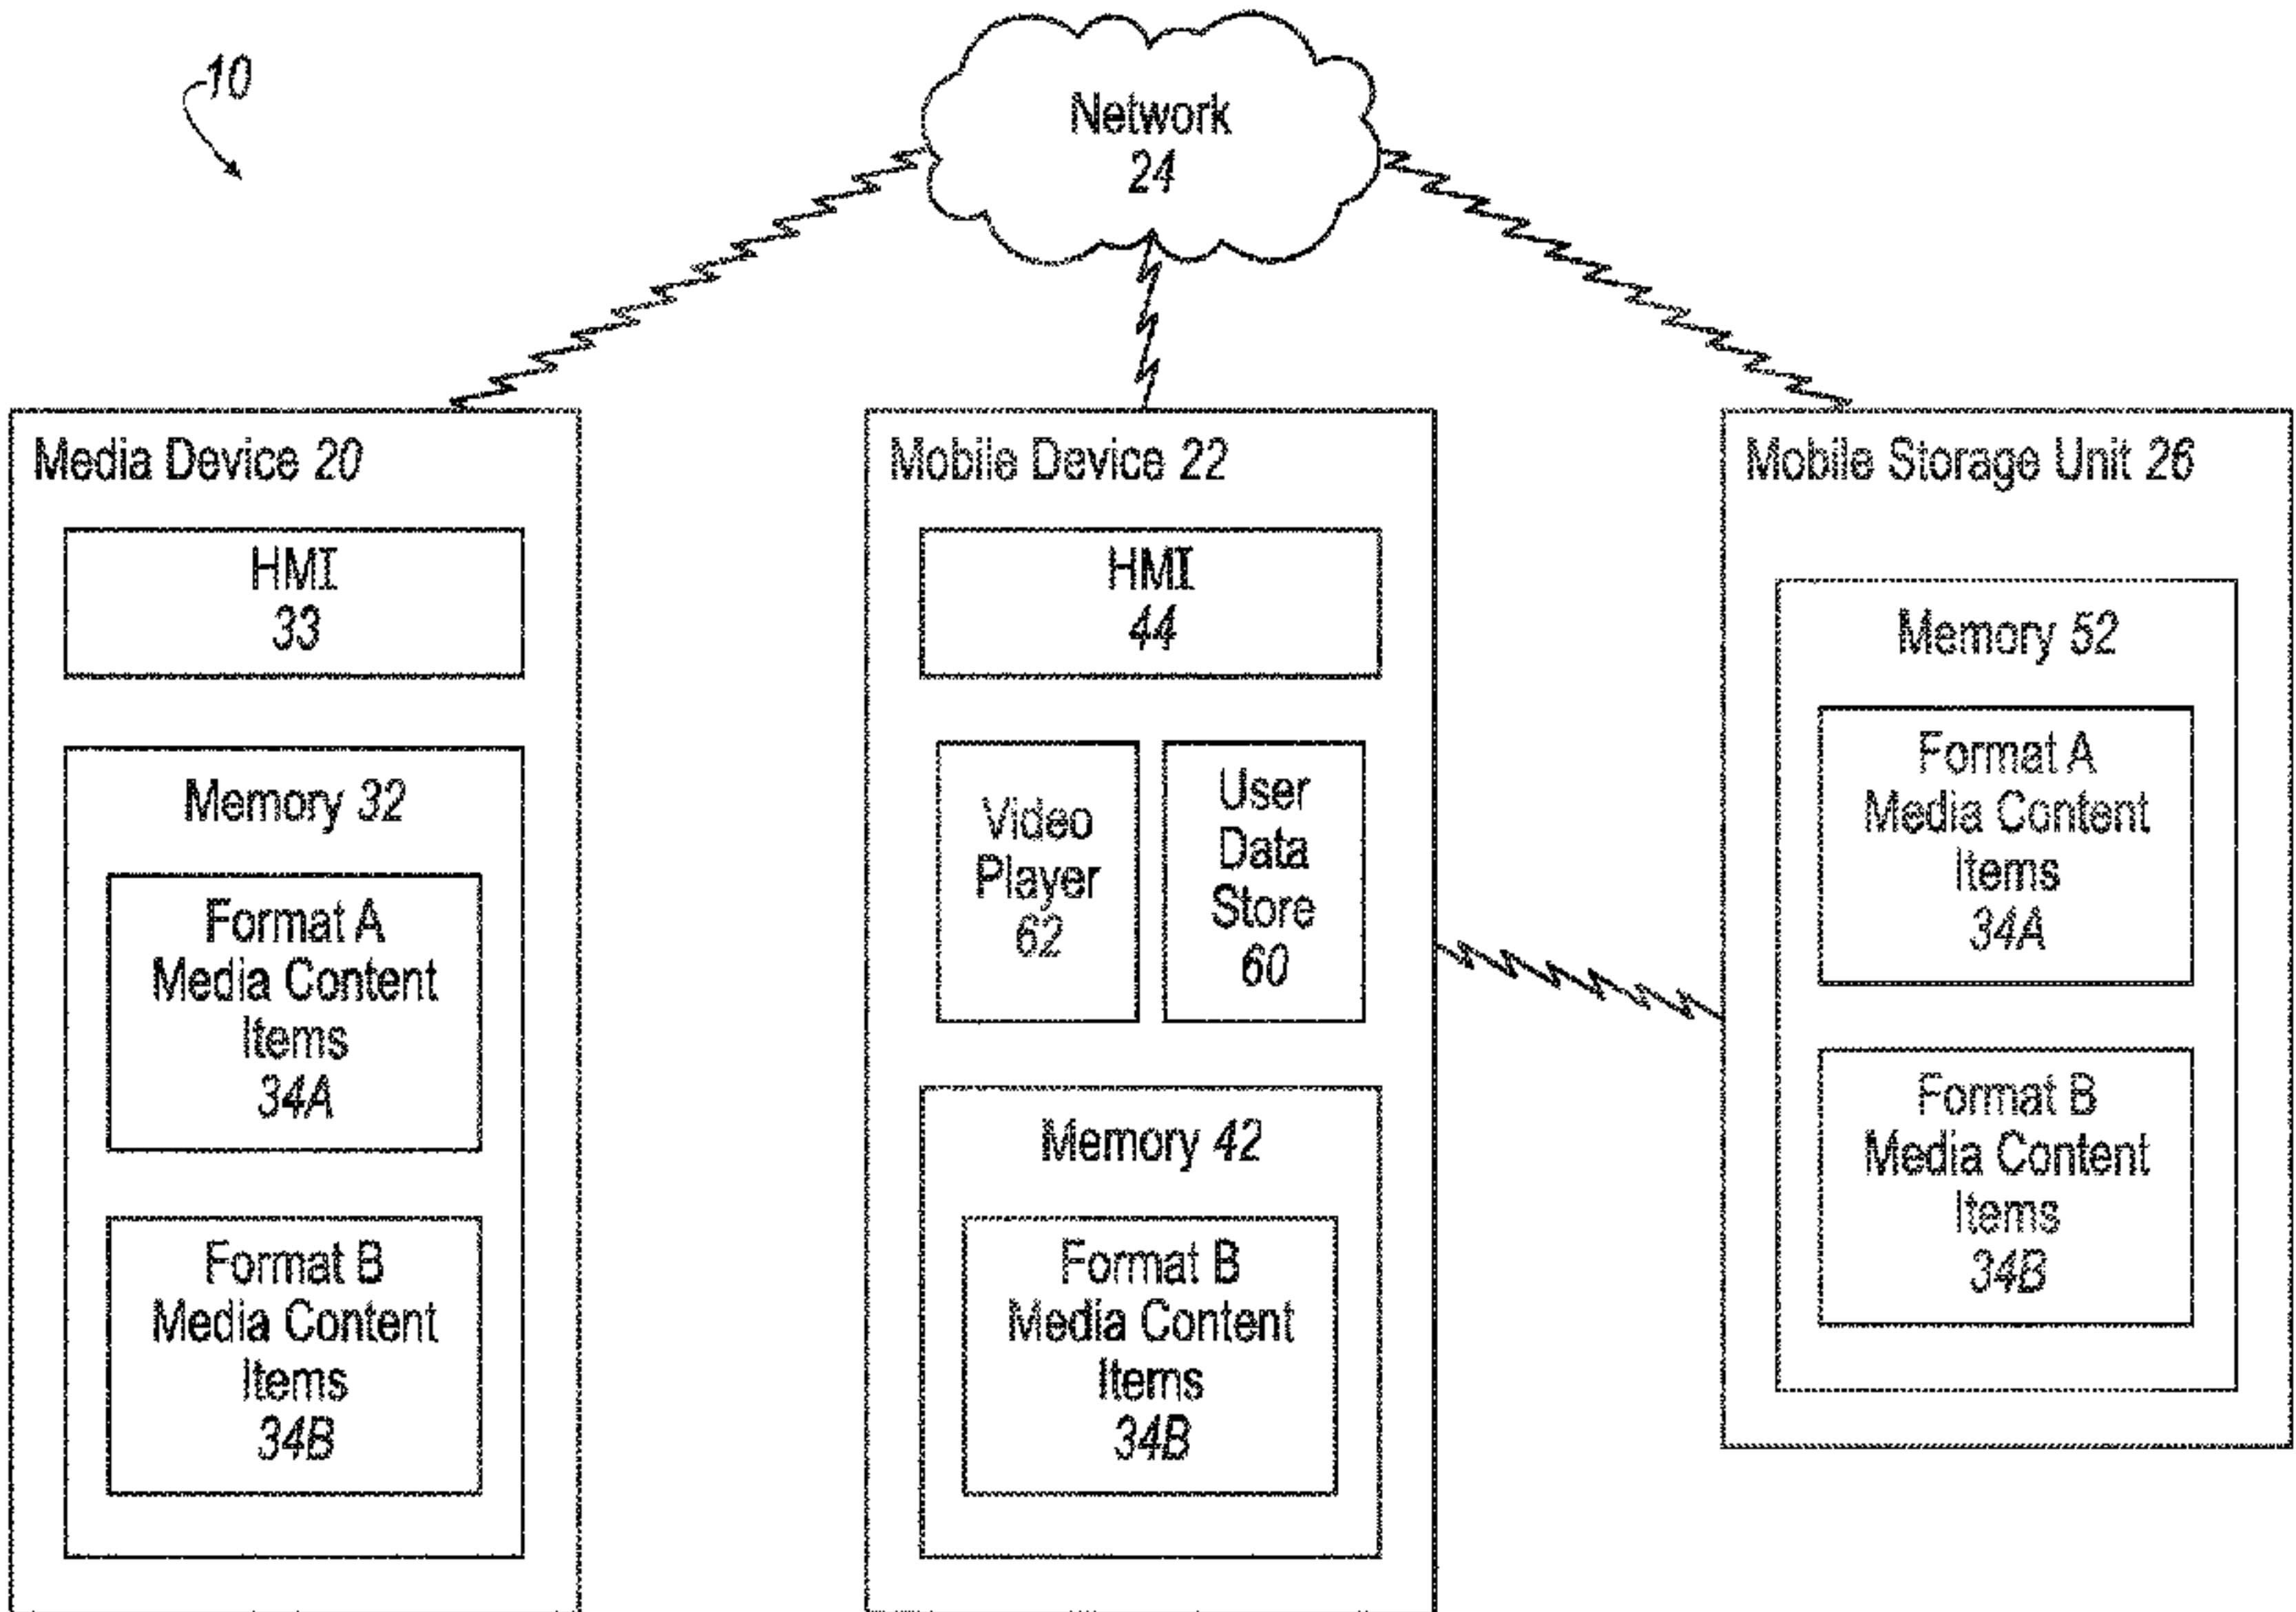 10
Network
24
Media Device 20
HMI
33
Memory 32
Format A
Media Content
Items
34A
Format B
Media Content
Items
34B
Mobile Device 22
HMI
44
Video
Player
62
User
Data
Store
60
Memory 42
Format B
Media Content
Items
34B
Mobile Storage Unit 26
Memory 52
Format A
Media Content
Items
34A
Format B
Media Content
Items
34B